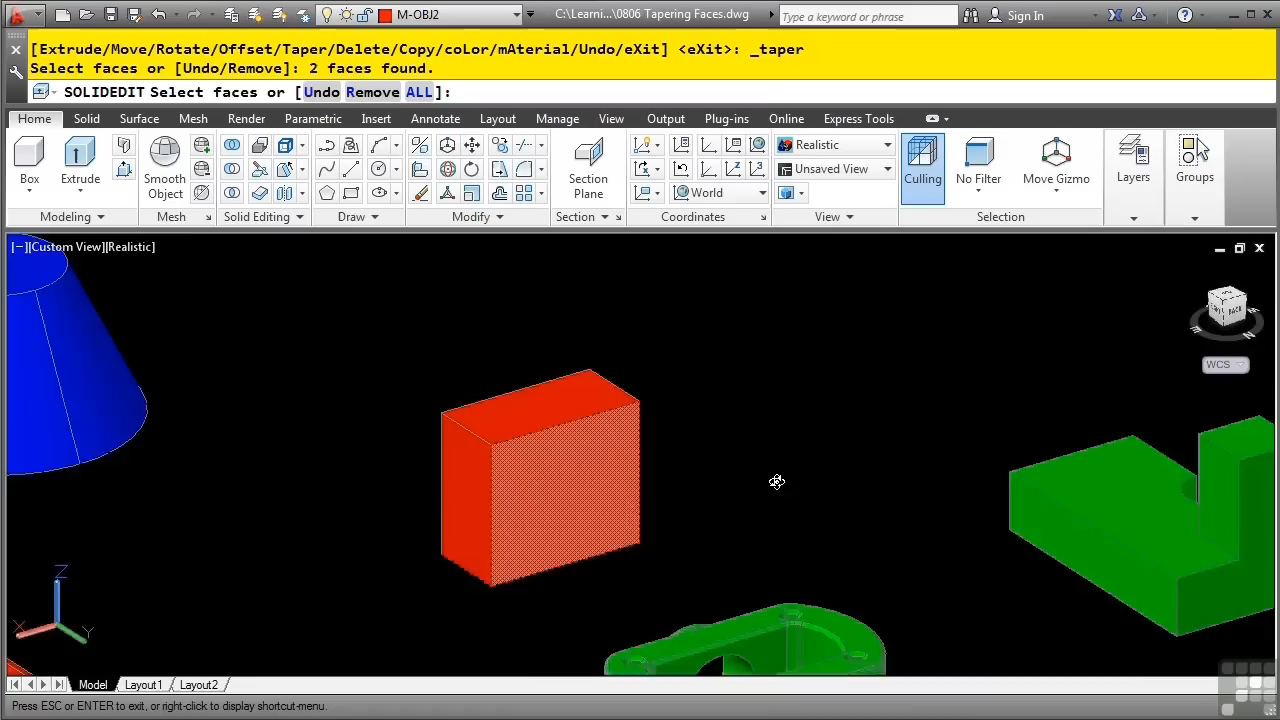 M-OBJ2
C:\Learni... \0806 Tapering Faces.dwg
Type a keyword or phrase
Sign In
[Extrude/Move/Rotate/Offset/Taper/Delete/Copy/coLor/mAterial/Undo/eXit] <eXit>: _taper
Select faces or [Undo/Remove]: 2 faces found.
SOLIDEDIT Select faces or [Undo Remove ALL]:
Home Solid Surface Mesh Render Parametric Insert Annotate Layout Manage View Output Plug-ins Online Express Tools
Box
Extrude
Smooth Object
Section Plane
Realistic
Unsaved View
World
Culling
No Filter
Move Gizmo
Layers
Groups
Modeling
Mesh
Solid Editing
Draw
Modify
Section
Coordinates
View
Selection
[−][Custom View][Realistic]
BACK
WCS
Z
X
Y
Model Layout1 Layout2
Press ESC or ENTER to exit, or right-click to display shortcut-menu.